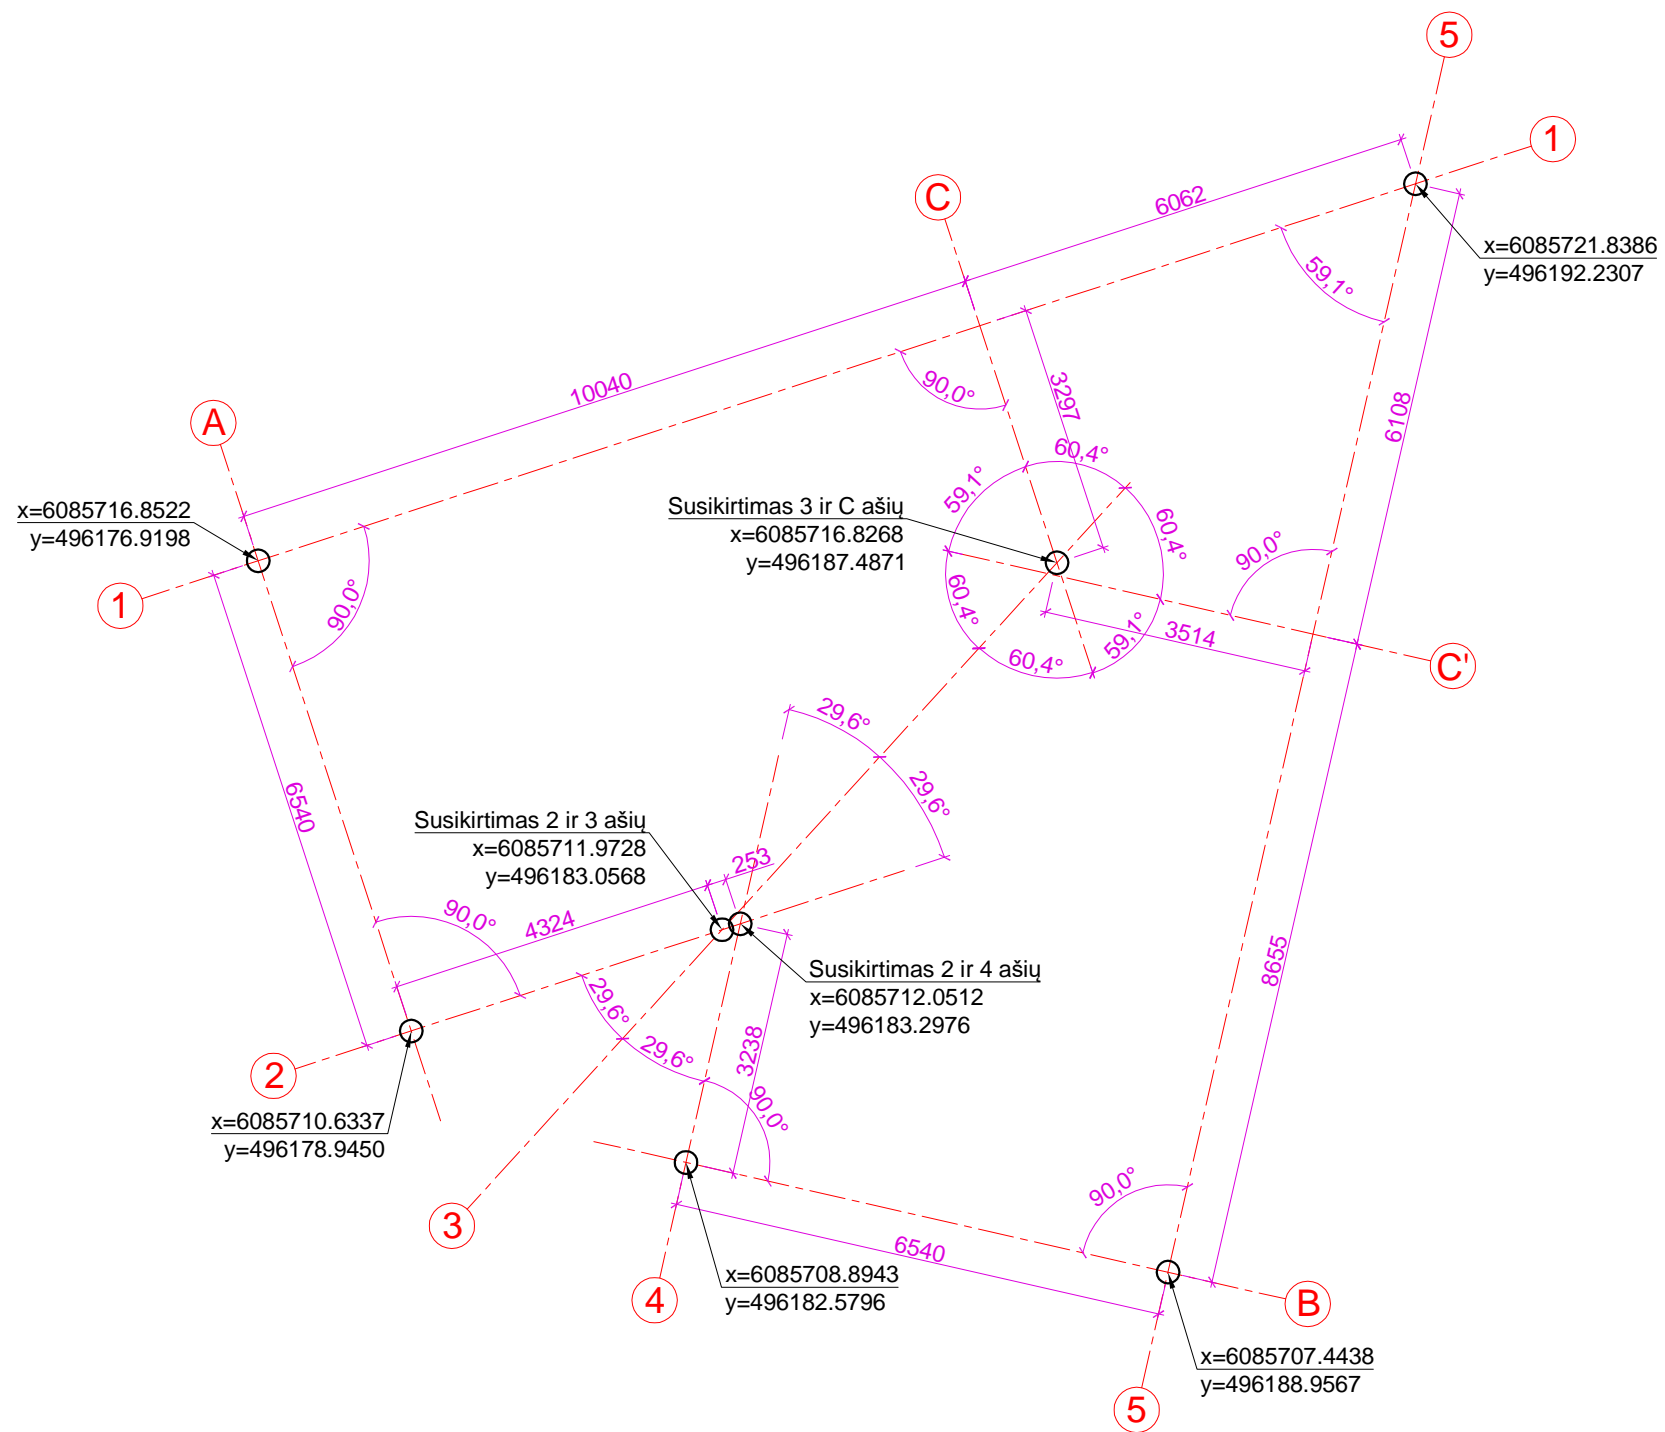 5
1
C
6062
x=6085721.8386
y=496192.2307
59,1°
10040
90,0°
3297
6108
A
60,4°
59,1°
x=6085716.8522
y=496176.9198
Susikirtimas 3 ir C ašių
x=6085716.8268
y=496187.4871
60,4°
90,0°
1
90,0°
60,4°
3514
59,1°
60,4°
C'
29,6°
29,6°
6540
Susikirtimas 2 ir 3 ašių
x=6085711.9728
y=496183.0568
253
90,0°
4324
8655
Susikirtimas 2 ir 4 ašių
x=6085712.0512
y=496183.2976
29,6°
29,6°
3238
2
90,0°
x=6085710.6337
y=496178.9450
90,0°
3
6540
x=6085708.8943
y=496182.5796
4
B
x=6085707.4438
y=496188.9567
5